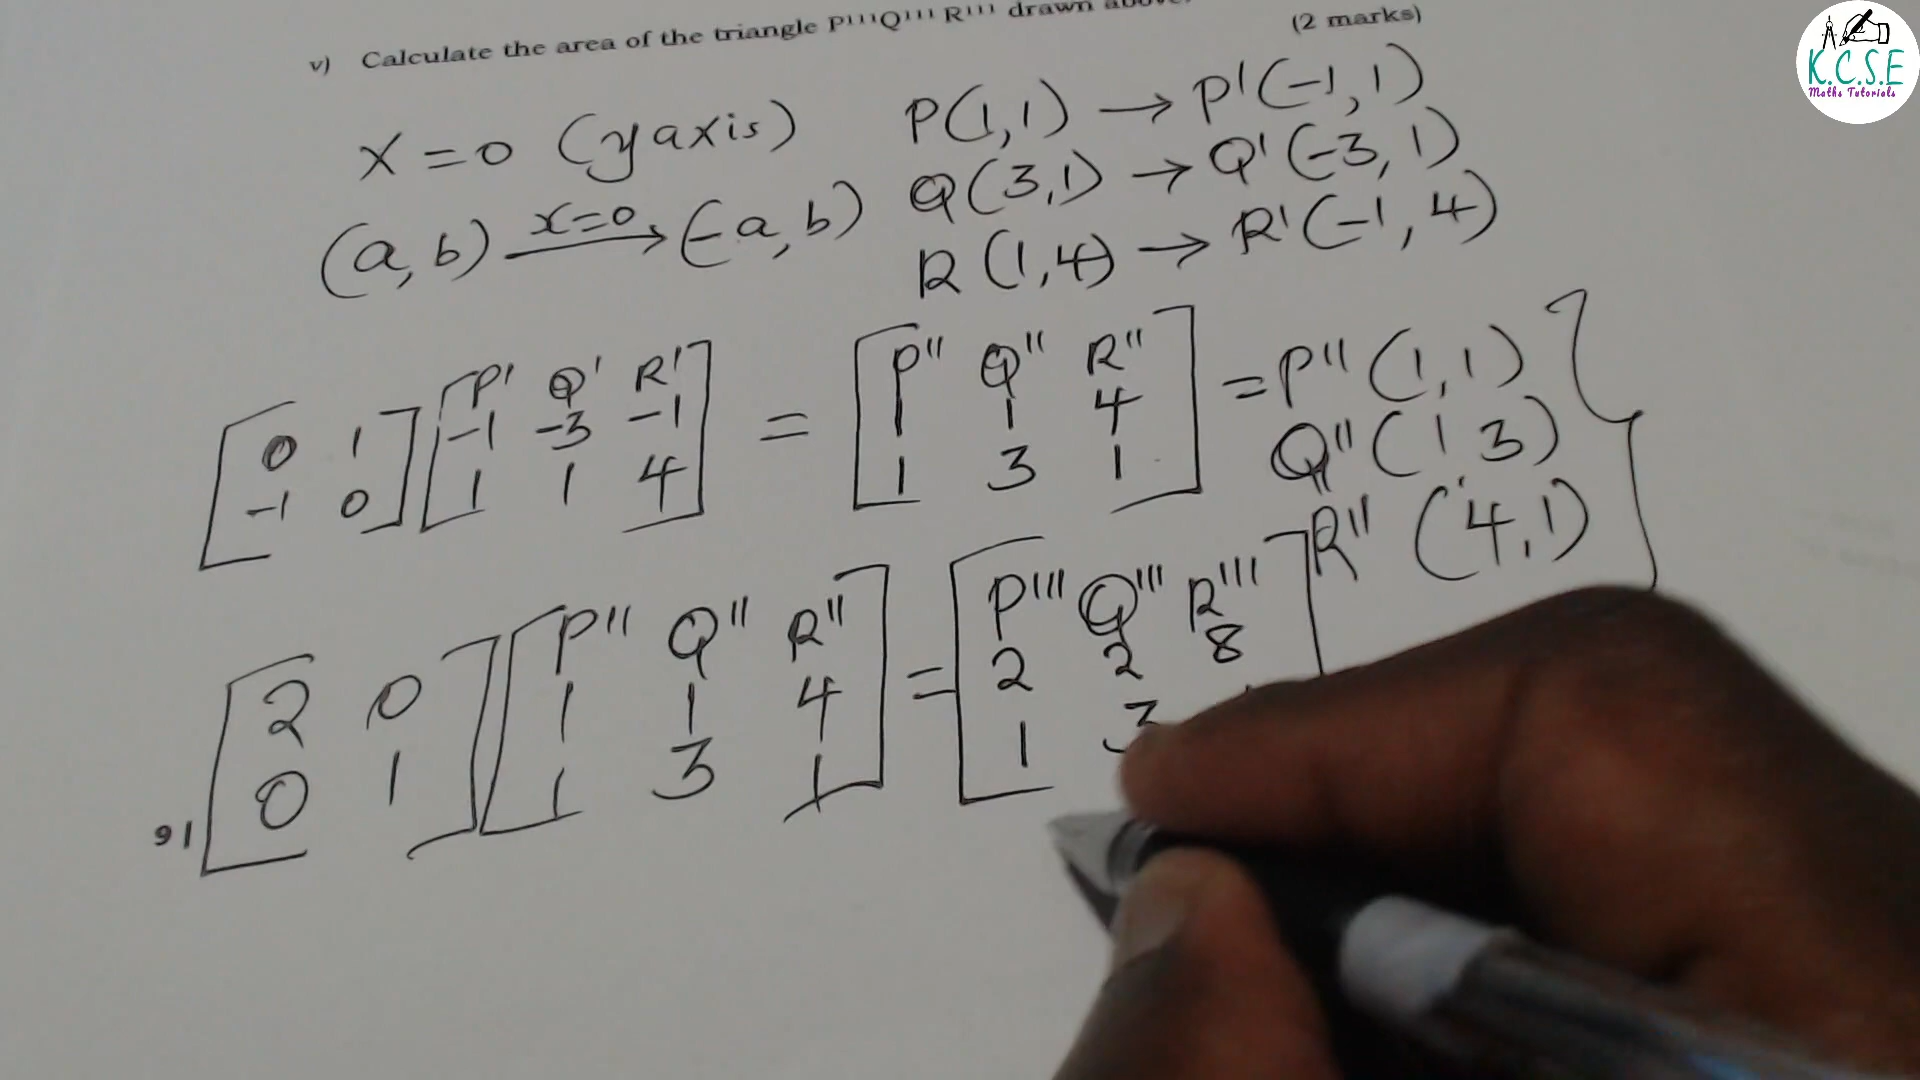 v) Calculate the area of the triangle P'''Q'''R''' drawn above.
(2 marks)
K.C.S.E
Maths Tutorials
x = 0 (y axis)
P(1,1) → P'(-1,1)
Q(3,1) → Q'(-3,1)
(a,b) x=0 → (-a,b)
R(1,4) → R'(-1,4)
[0 1 [P' Q' R' = [P'' Q'' R'' = P''(1,1)
-1 0] -1 -3 -1 1 1 4 Q''(1,3)
1 1 4] 1 3 1] R''(4,1)
[2 0 [P'' Q'' R'' = [P''' Q''' R'''
0 1] 1 1 4 2 2 8
1 3 1] 1 3
91